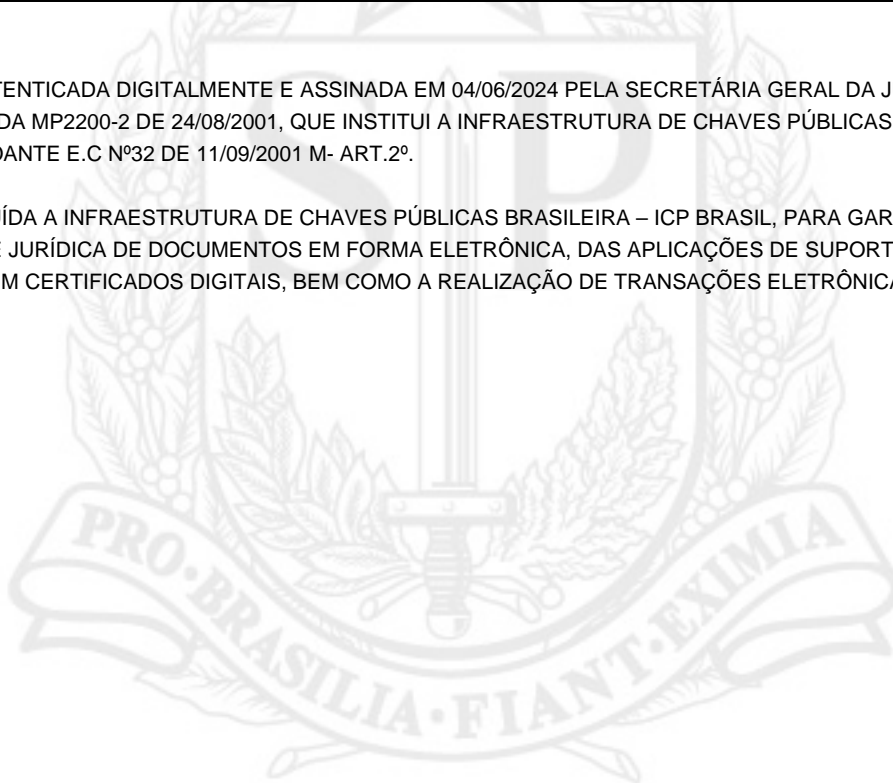 TENTICADA DIGITALMENTE E ASSINADA EM 04/06/2024 PELA SECRETÁRIA GERAL DA J
DA MP2200-2 DE 24/08/2001, QUE INSTITUI A INFRAESTRUTURA DE CHAVES PÚBLICAS
DANTE E.C Nº32 DE 11/09/2001 M- ART.2º.
ÍDA A INFRAESTRUTURA DE CHAVES PÚBLICAS BRASILEIRA – ICP BRASIL, PARA GAR
E JURÍDICA DE DOCUMENTOS EM FORMA ELETRÔNICA, DAS APLICAÇÕES DE SUPORT
M CERTIFICADOS DIGITAIS, BEM COMO A REALIZAÇÃO DE TRANSAÇÕES ELETRÔNICA
SP
PRO·BRASILIA·FIANT·EXIMIA